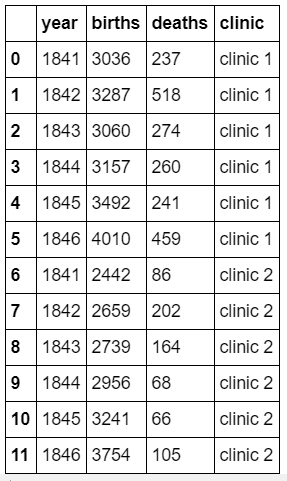 year births deaths clinic
0 1841 3036 237 clinic 1
1 1842 3287 518 clinic 1
2 1843 3060 274 clinic 1
3 1844 3157 260 clinic 1
4 1845 3492 241 clinic 1
5 1846 4010 459 clinic 1
6 1841 2442 86 clinic 2
7 1842 2659 202 clinic 2
8 1843 2739 164 clinic 2
9 1844 2956 68 clinic 2
10 1845 3241 66 clinic 2
11 1846 3754 105 clinic 2